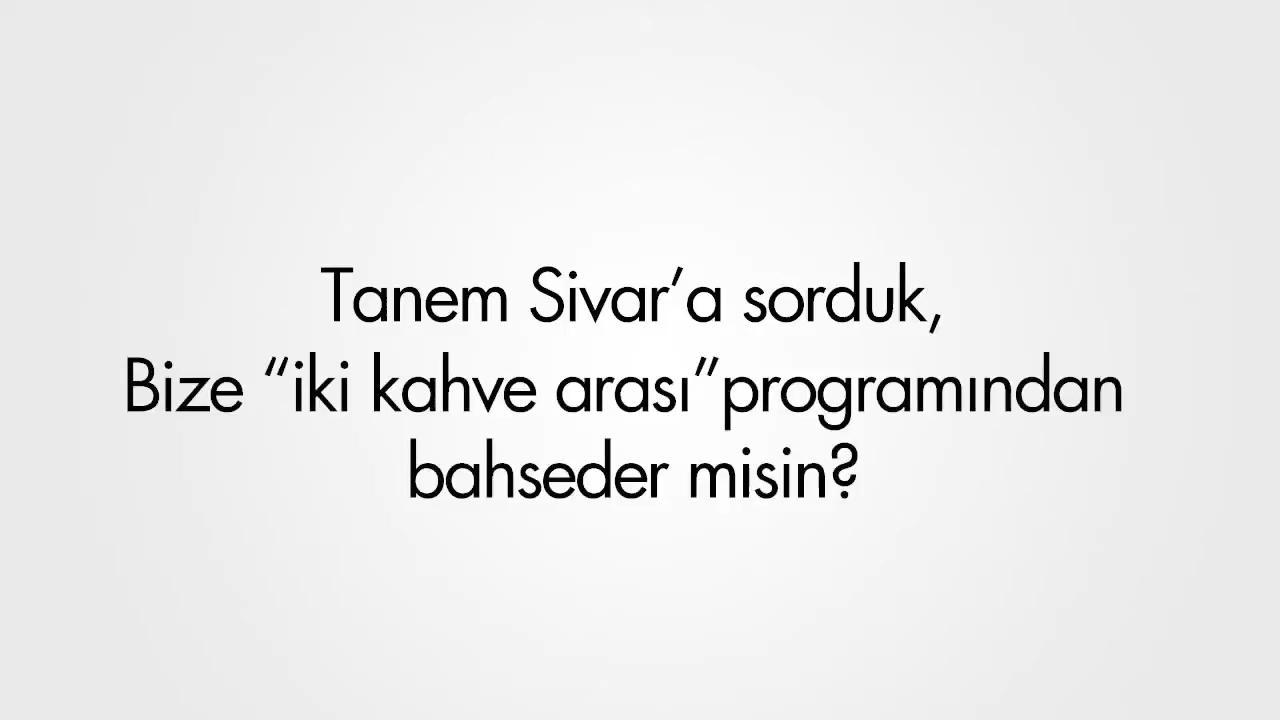 Tanem Sivar’a sorduk,
Bize “iki kahve arası”programından
bahseder misin?